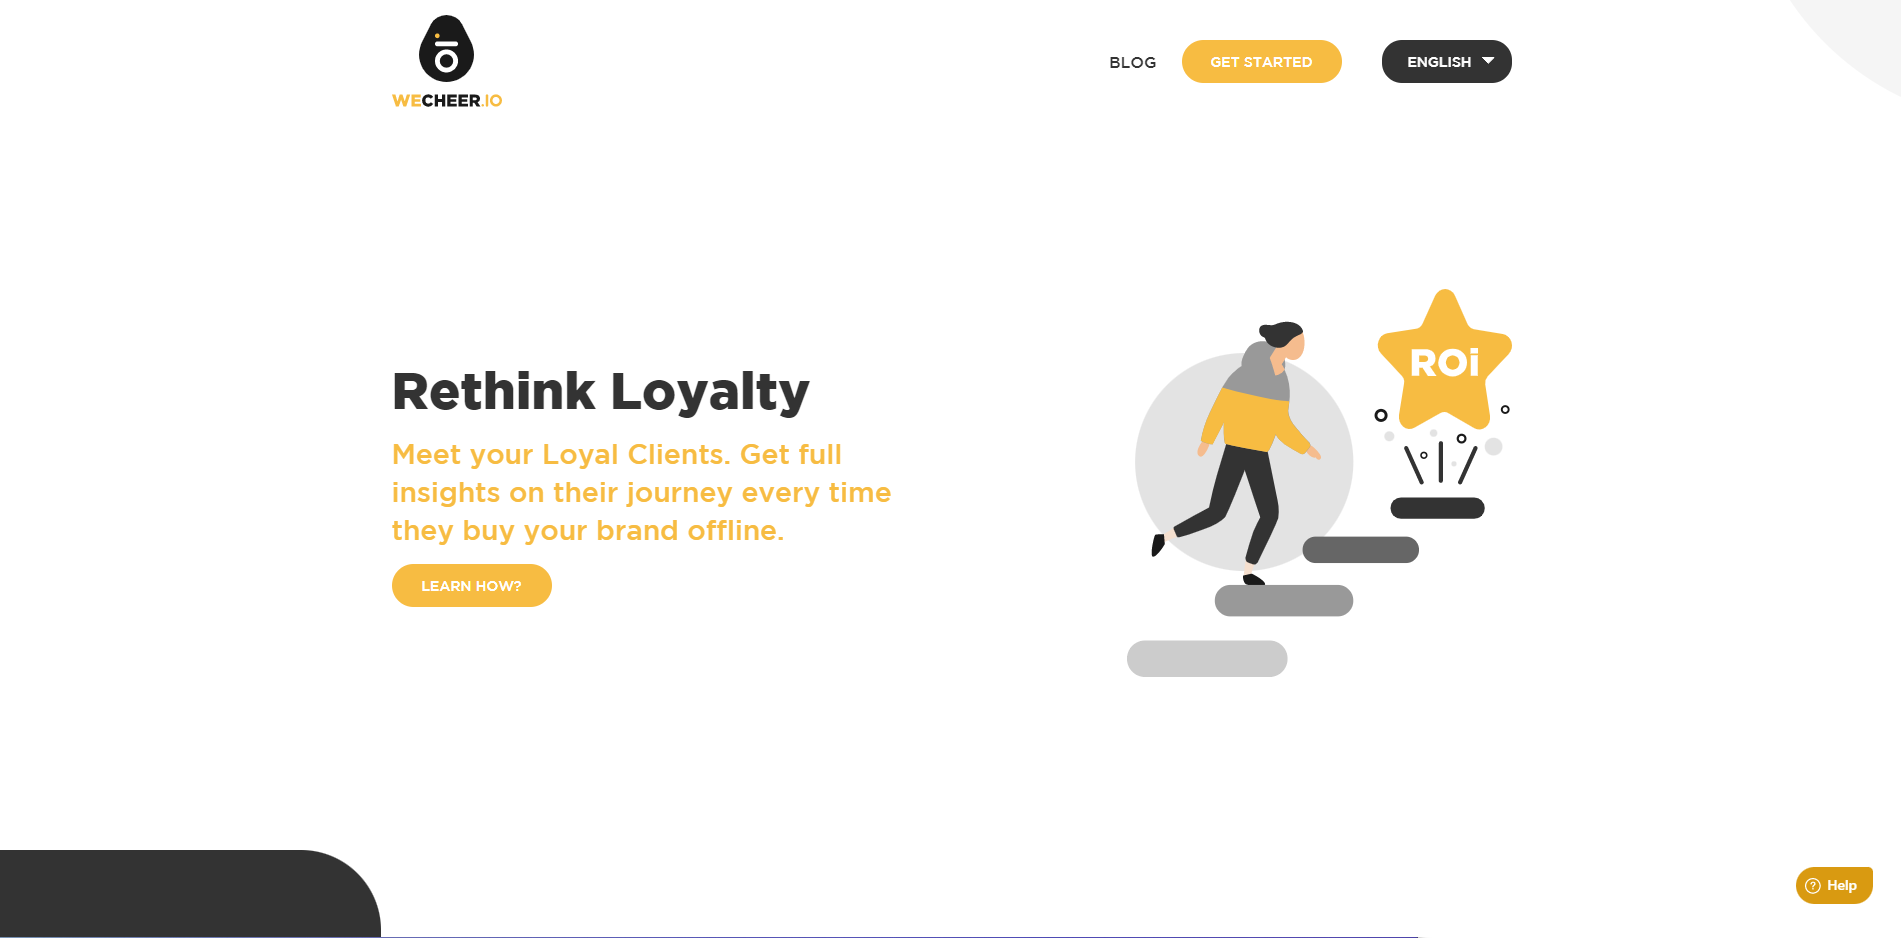 WECHEER.IO
BLOG
GET STARTED
ENGLISH
Rethink Loyalty
Meet your Loyal Clients. Get full
insights on their journey every time
they buy your brand offline.
LEARN HOW?
ROi
Help